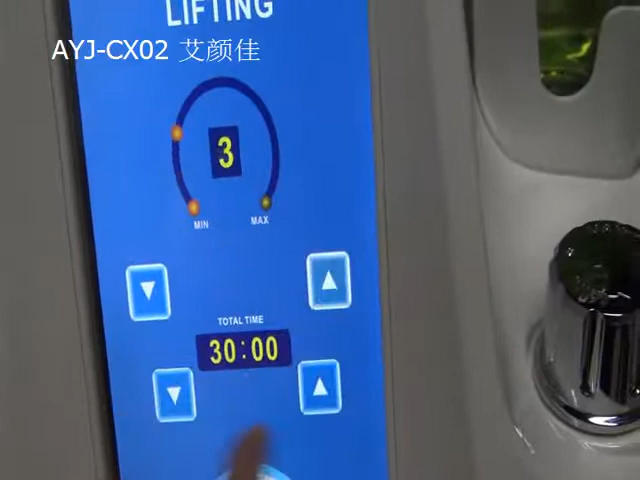 LIFTING
AYJ-CX02 艾颜佳
3
MIN MAX
TOTAL TIME
30:00